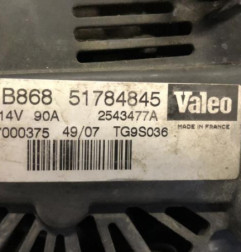 B868 51784845 Valeo
14V 90A 2543477A
MADE IN FRANCE
7000375 49/07 TG9S036